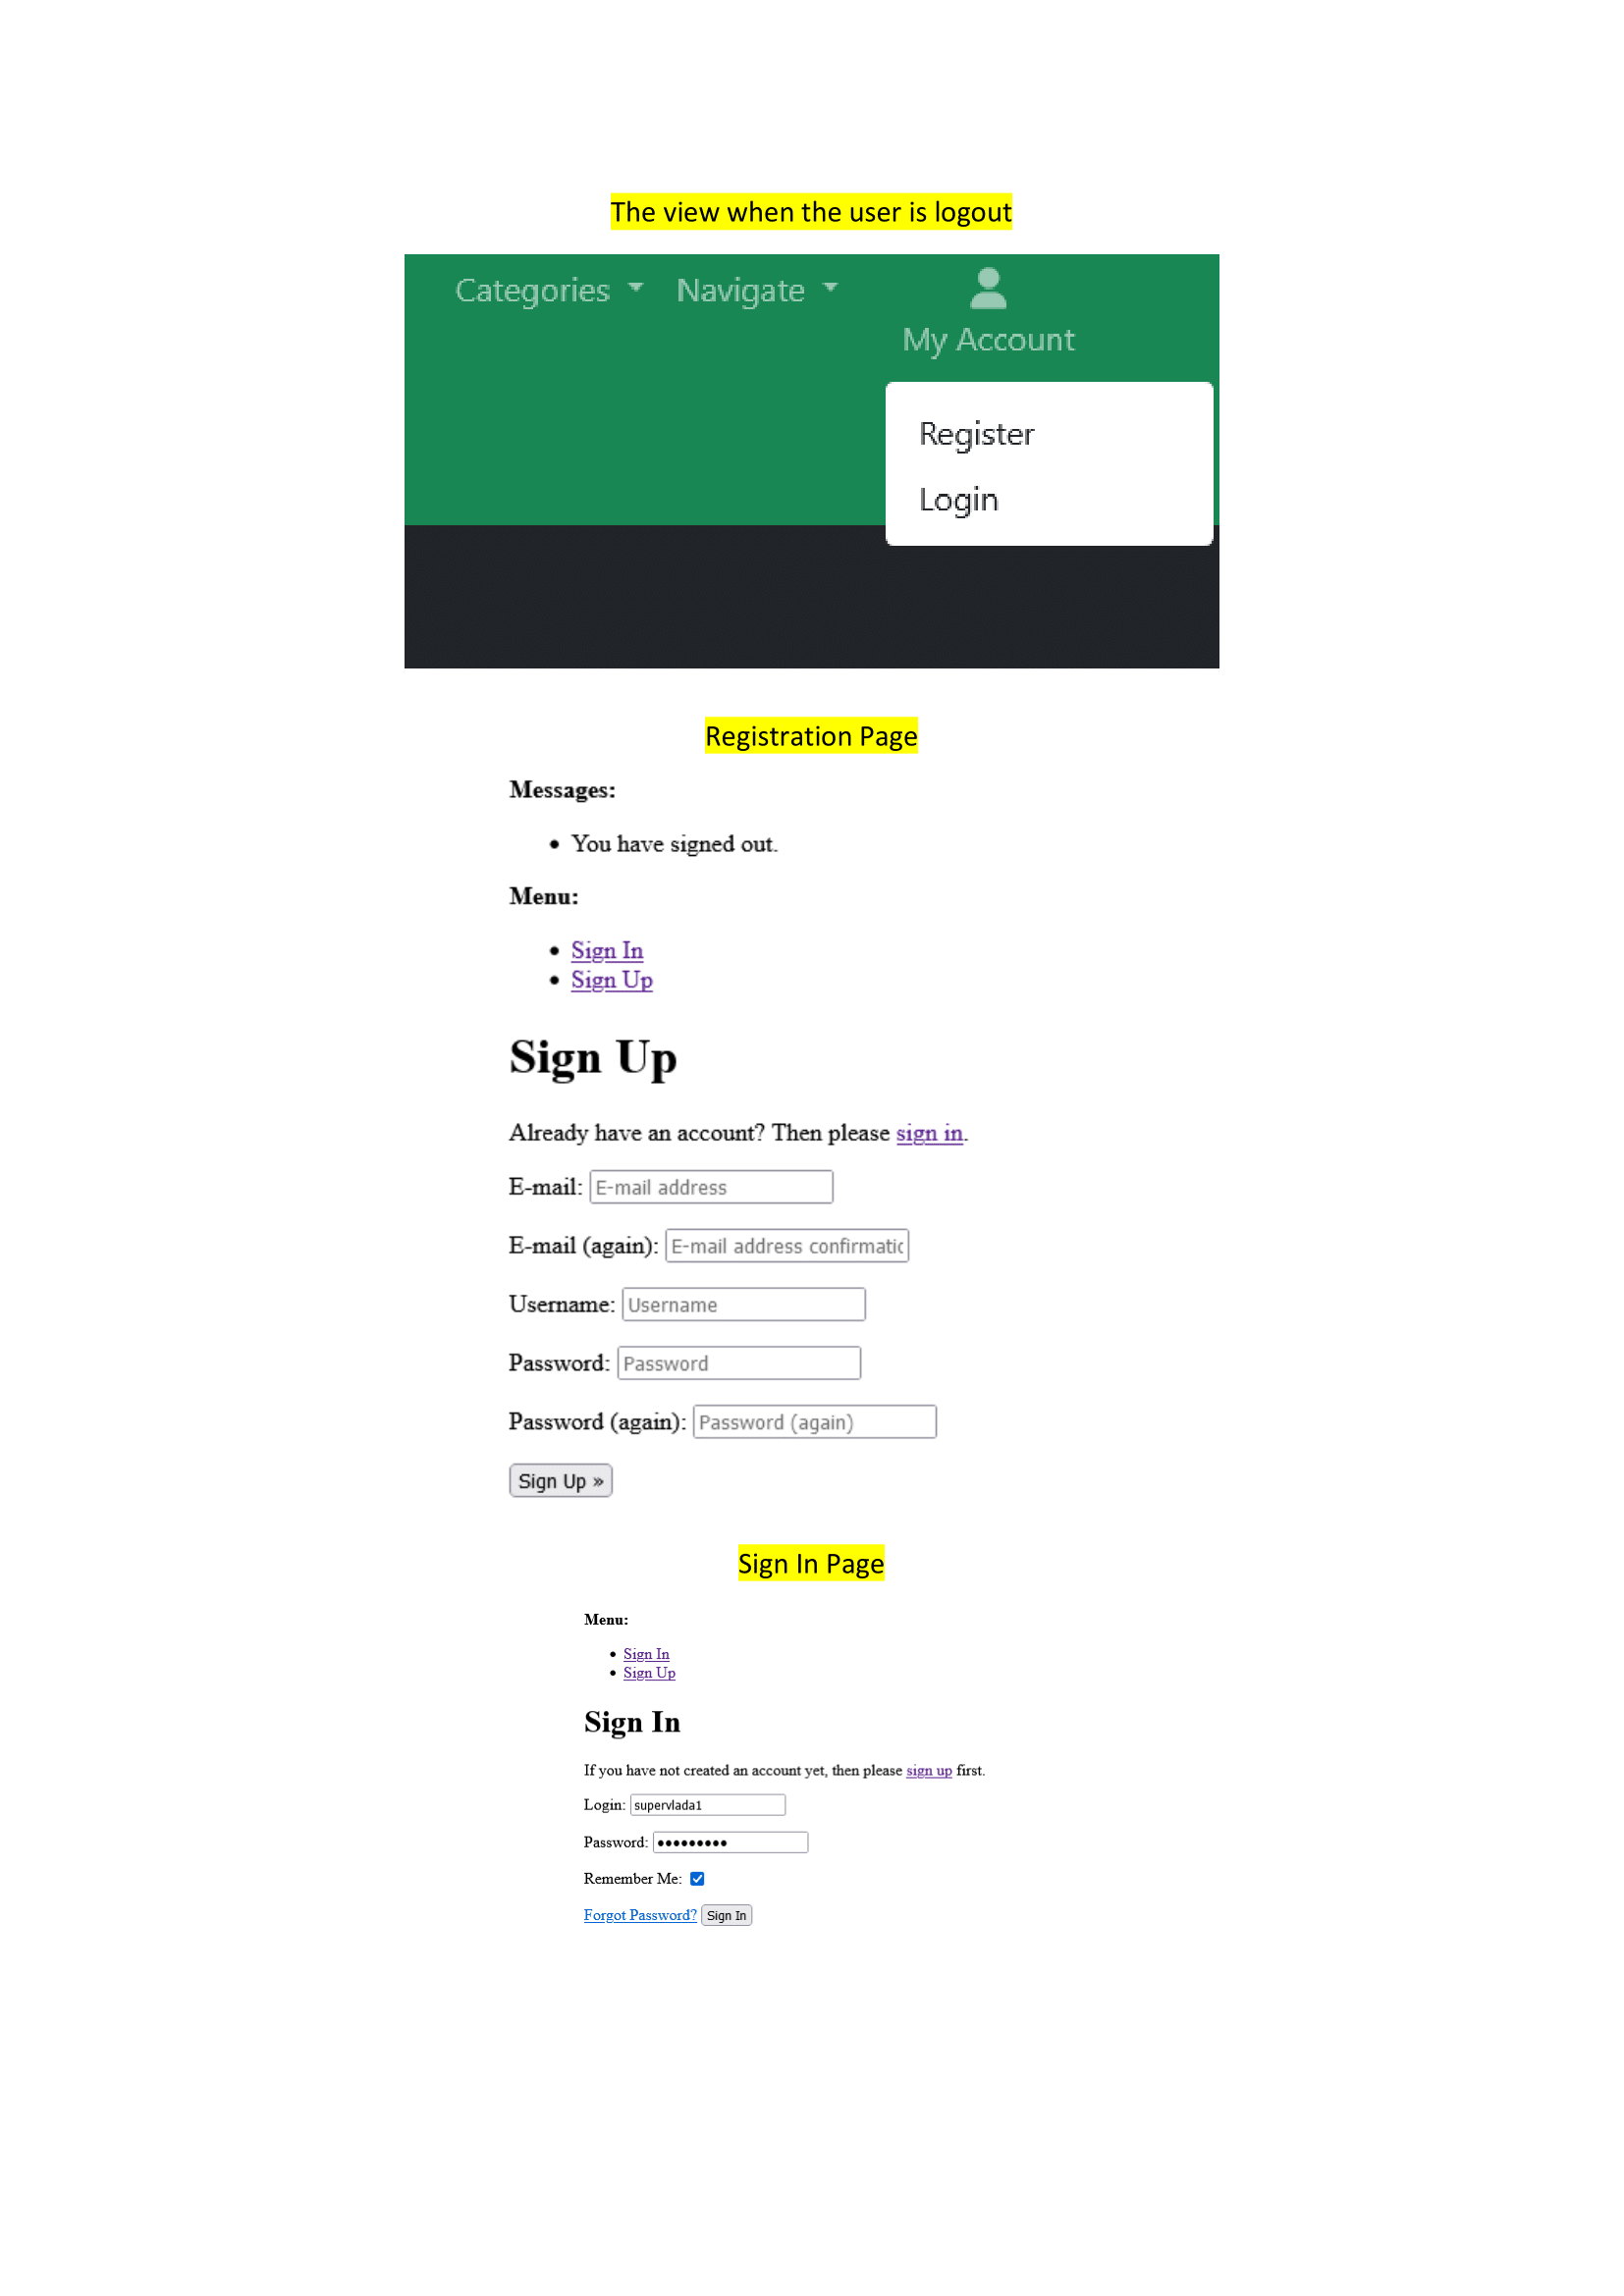 The view when the user is logout
Categories Navigate
My Account
Register
Login
Registration Page
Messages:
• You have signed out.
Menu:
• Sign In
• Sign Up
Sign Up
Already have an account? Then please sign in.
E-mail: E-mail address
E-mail (again): E-mail address confirmatic
Username: Username
Password: Password
Password (again): Password (again)
Sign Up »
Sign In Page
Menu:
• Sign In
• Sign Up
Sign In
If you have not created an account yet, then please sign up first.
Login: supervlada1
Password: •••••••••
Remember Me:
Forgot Password? Sign In